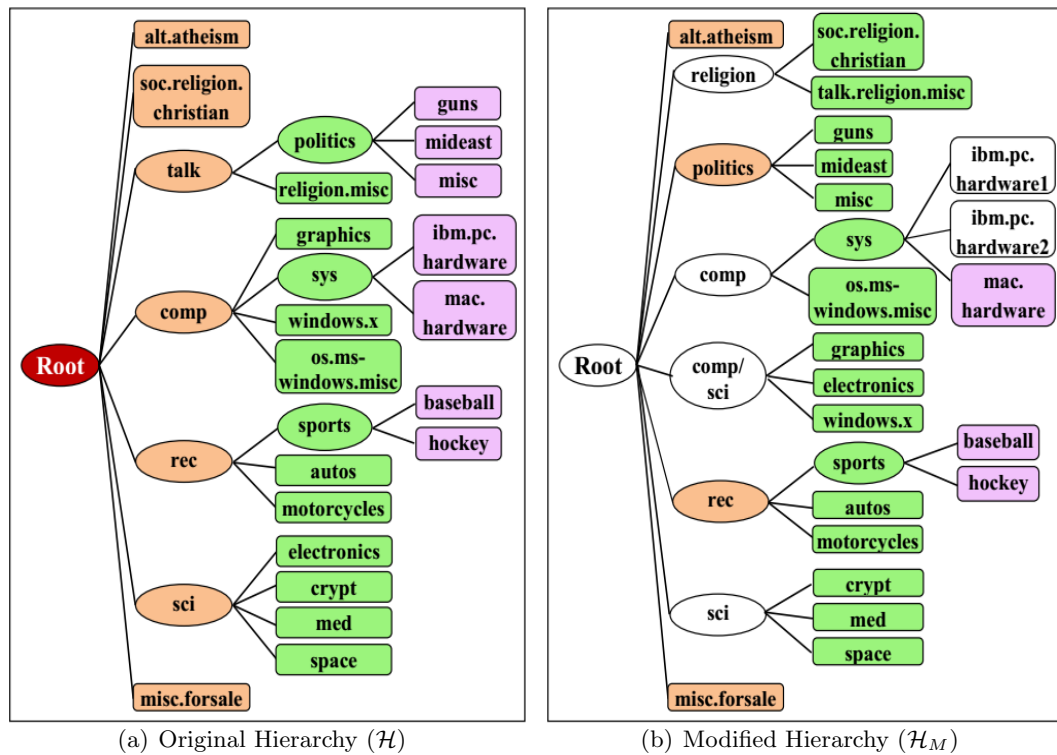 alt.atheism
soc.religion.
christian
talk
politics
guns
mideast
misc
religion.misc
Root
comp
graphics
sys
ibm.pc.
hardware
mac.
hardware
windows.x
os.ms-
windows.misc
rec
sports
baseball
hockey
autos
motorcycles
sci
electronics
crypt
med
space
misc.forsale
(a) Original Hierarchy (ℋ)
alt.atheism
religion
soc.religion.
christian
talk.religion.misc
politics
guns
mideast
misc
comp
sys
ibm.pc.
hardware1
ibm.pc.
hardware2
mac.
hardware
os.ms-
windows.misc
Root
comp/
sci
graphics
electronics
windows.x
rec
sports
baseball
hockey
autos
motorcycles
sci
crypt
med
space
misc.forsale
(b) Modified Hierarchy (ℋ_M)